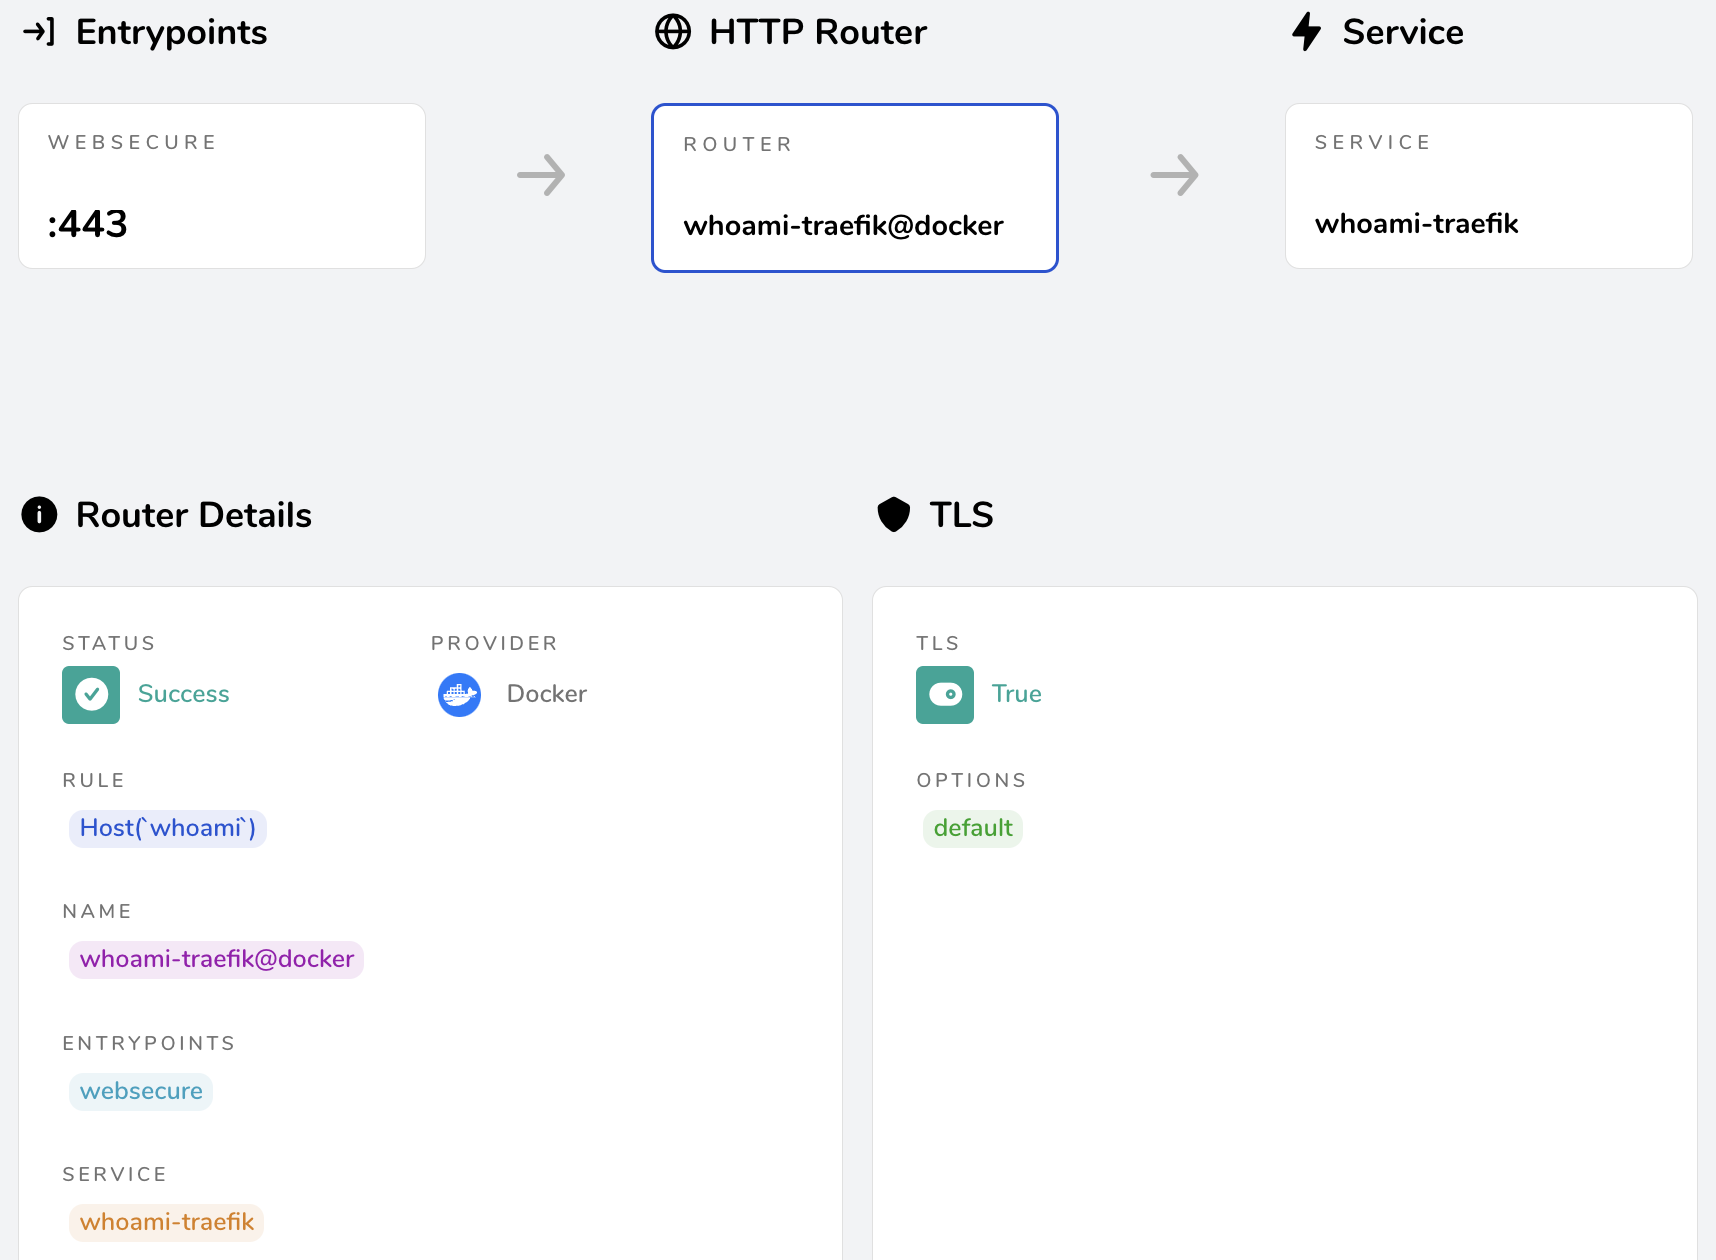 Entrypoints
HTTP Router
Service
WEBSECURE
:443
ROUTER
whoami-traefik@docker
SERVICE
whoami-traefik
Router Details
STATUS
Success
PROVIDER
Docker
RULE
Host(`whoami`)
NAME
whoami-traefik@docker
ENTRYPOINTS
websecure
SERVICE
whoami-traefik
TLS
TLS
True
OPTIONS
default